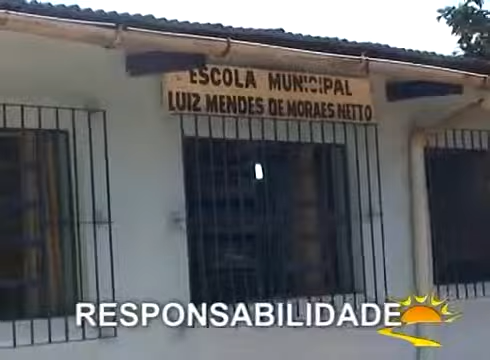 ESCOLA MUNICIPAL
LUIZ MENDES DE MORAES NETTO
RESPONSABILIDADE